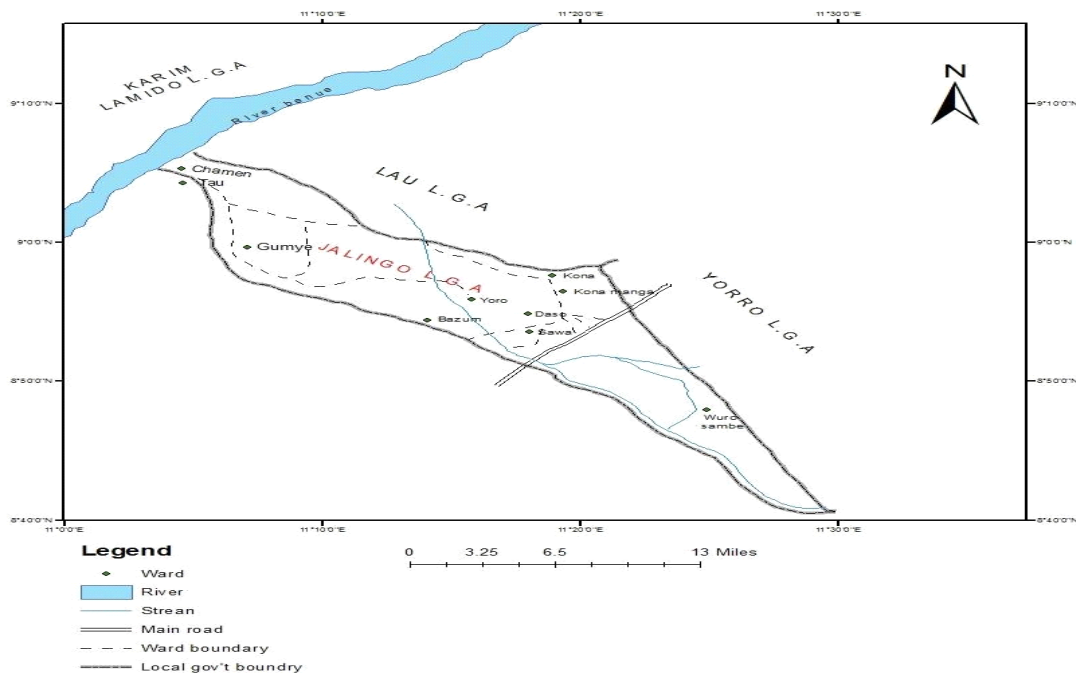 11°10'0"E 11°20'0"E 11°30'0"E
KARIM
LAMIDO L.G.A
N
9°10'0"N 9°10'0"N
River benue
Chamen
Tau
LAU L.G.A
9°0'0"N 9°0'0"N
Gumye
JALINGO L.G.A
Kona
Kona manga
YORRO L.G.A
Yoro
Daso
Bazum
Sawa
8°50'0"N 8°50'0"N
Wuro
sambe
8°40'0"N 8°40'0"N
11°0'0"E 11°10'0"E 11°20'0"E 11°30'0"E
Legend
0 3.25 6.5 13 Miles
Ward
River
Strean
Main road
Ward boundary
Local gov't boundry